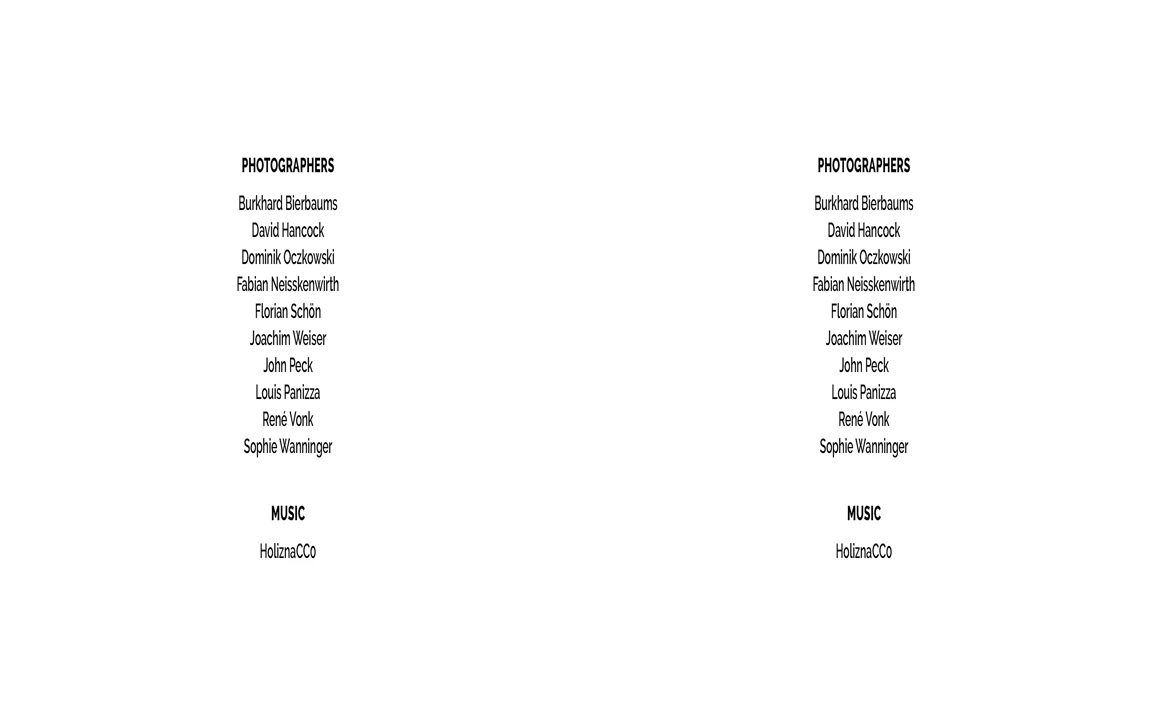 PHOTOGRAPHERS
Burkhard Bierbaums
David Hancock
Dominik Oczkowski
Fabian Neisskenwirth
Florian Schön
Joachim Weiser
John Peck
Louis Panizza
René Vonk
Sophie Wanninger
MUSIC
HoliznaCC0
PHOTOGRAPHERS
Burkhard Bierbaums
David Hancock
Dominik Oczkowski
Fabian Neisskenwirth
Florian Schön
Joachim Weiser
John Peck
Louis Panizza
René Vonk
Sophie Wanninger
MUSIC
HoliznaCC0